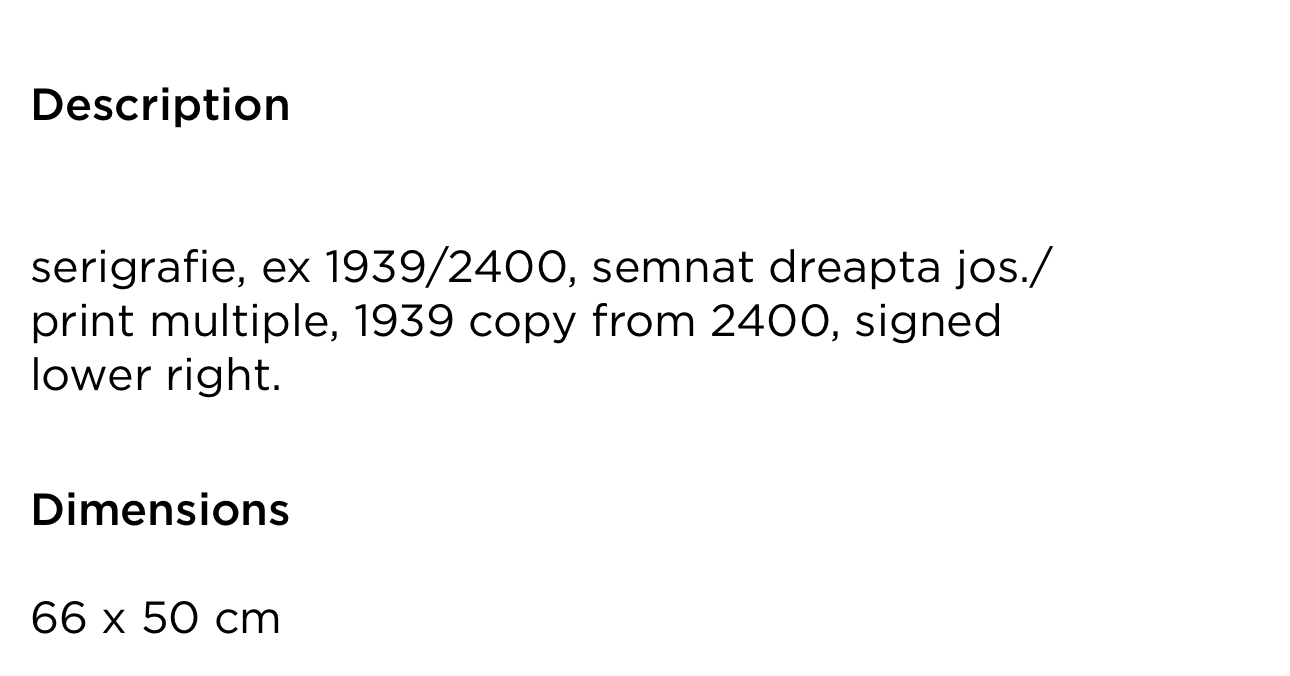 Description
serigrafie, ex 1939/2400, semnat dreapta jos./
print multiple, 1939 copy from 2400, signed
lower right.
Dimensions
66 x 50 cm